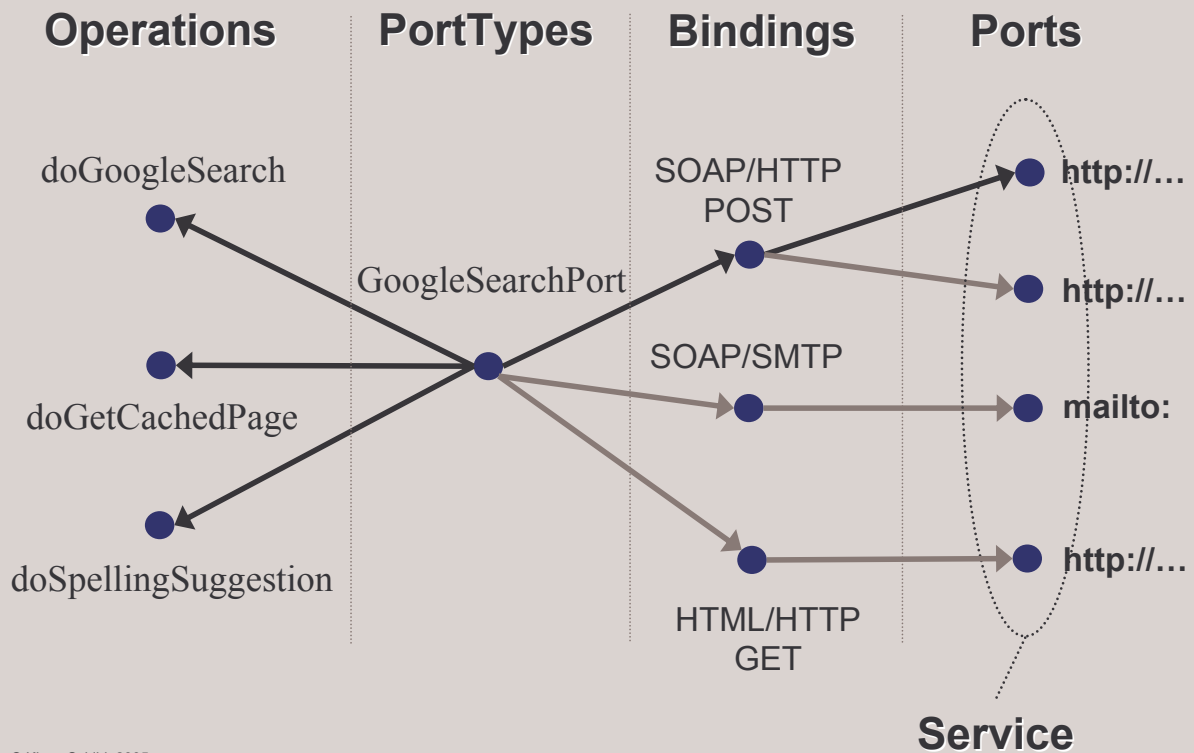 Operations
PortTypes
Bindings
Ports
doGoogleSearch
SOAP/HTTP
POST
http://…
GoogleSearchPort
http://…
SOAP/SMTP
doGetCachedPage
mailto:
doSpellingSuggestion
http://…
HTML/HTTP
GET
Service